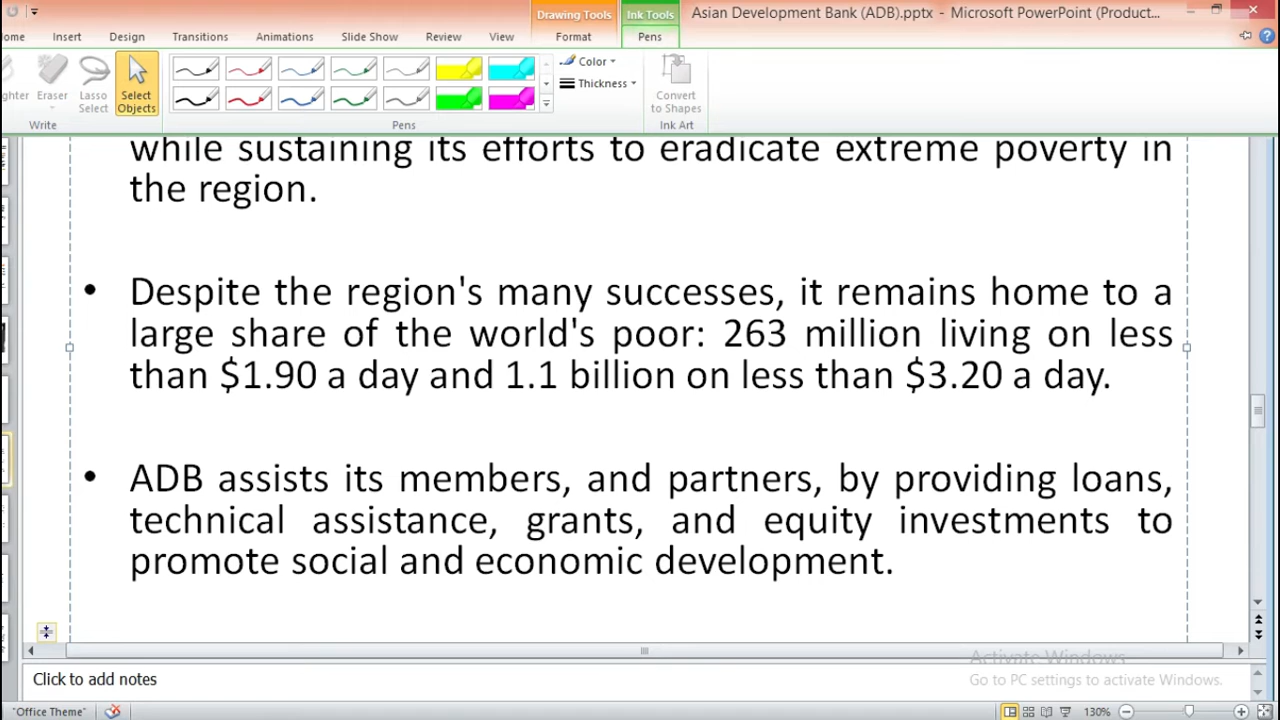 Drawing Tools
Ink Tools
Asian Development Bank (ADB).pptx - Microsoft PowerPoint (Product...
ome Insert Design Transitions Animations Slide Show Review View Format Pens
ghter Eraser Lasso Select Select Objects
Color
Thickness
Convert to Shapes
Write Pens Ink Art
while sustaining its efforts to eradicate extreme poverty in
the region.
• Despite the region's many successes, it remains home to a
large share of the world's poor: 263 million living on less
than $1.90 a day and 1.1 billion on less than $3.20 a day.
• ADB assists its members, and partners, by providing loans,
technical assistance, grants, and equity investments to
promote social and economic development.
Activate Windows
Click to add notes
Go to PC settings to activate Windows.
"Office Theme" 130%